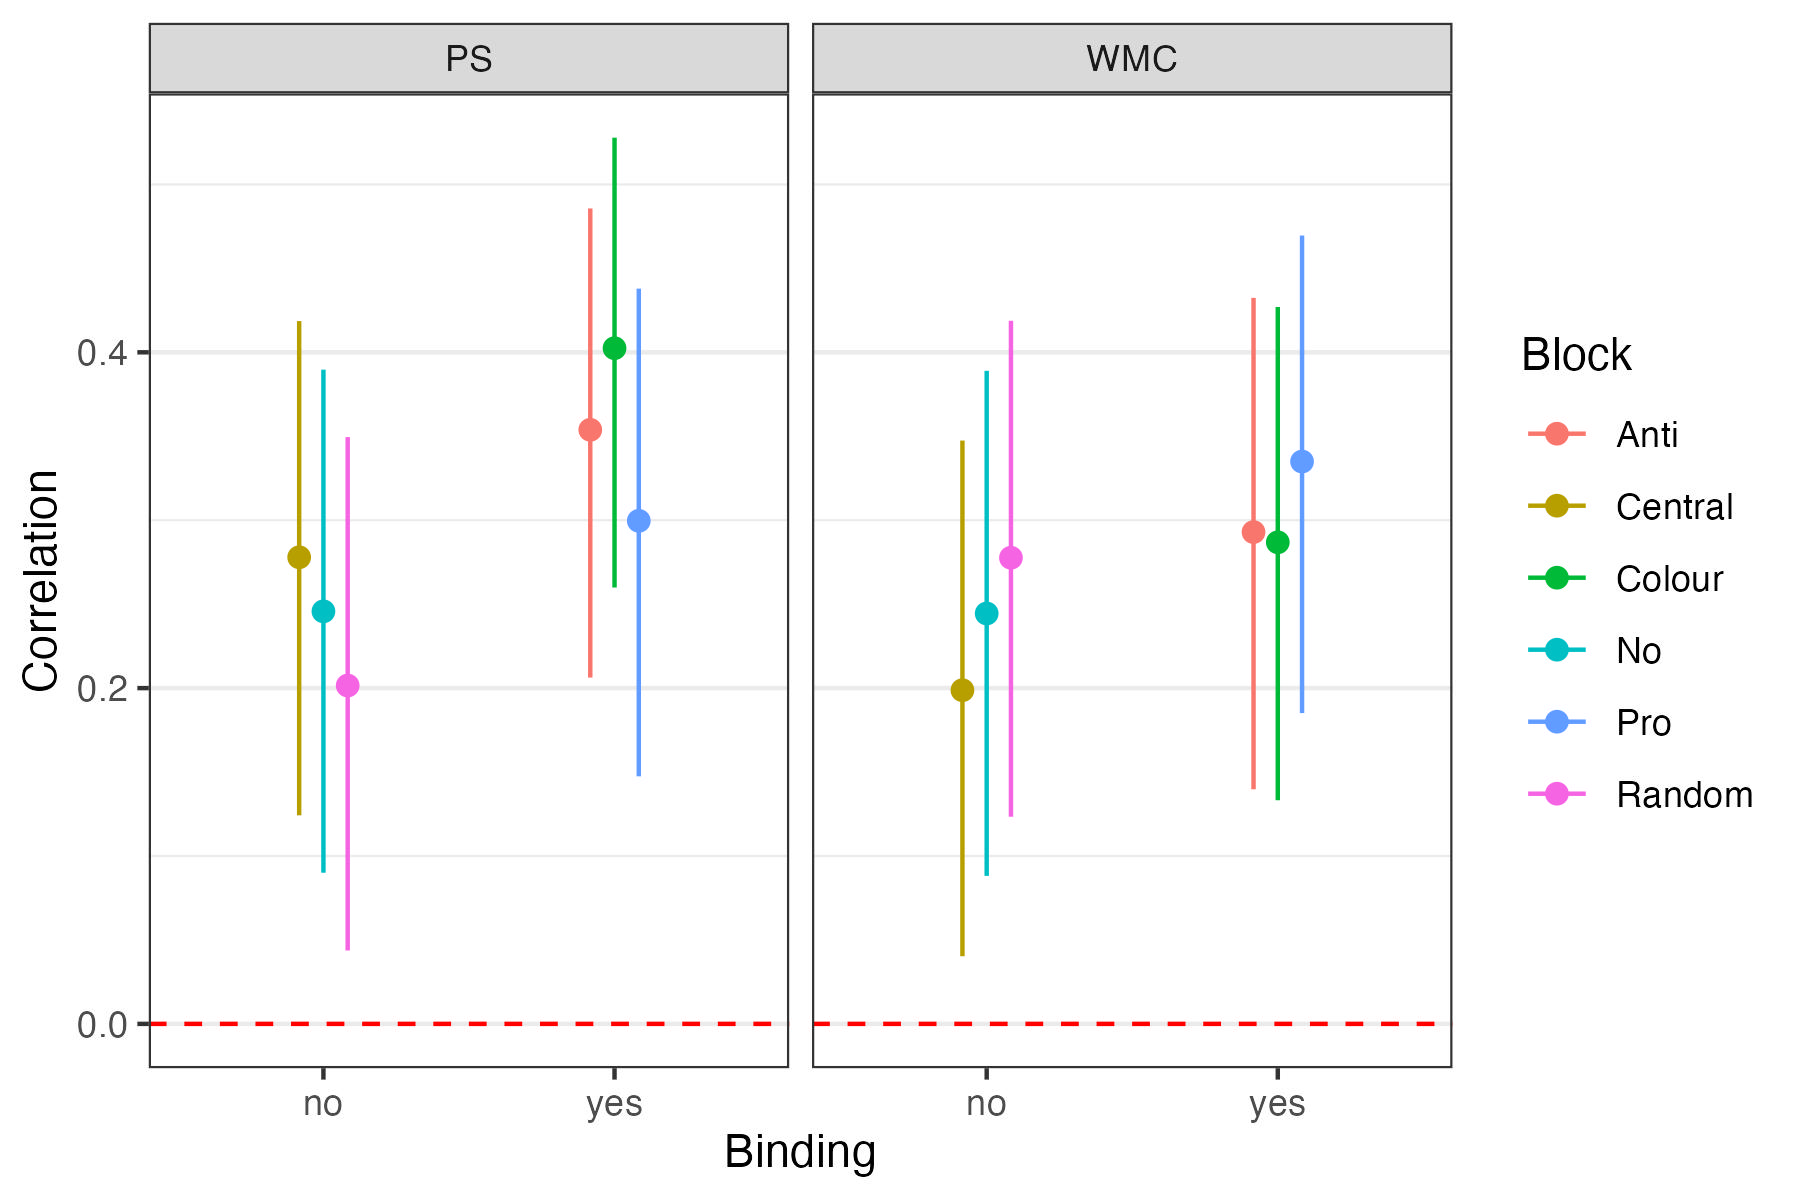 PS
WMC
Correlation
0.4
0.2
0.0
no
yes
no
yes
Binding
Block
Anti
Central
Colour
No
Pro
Random